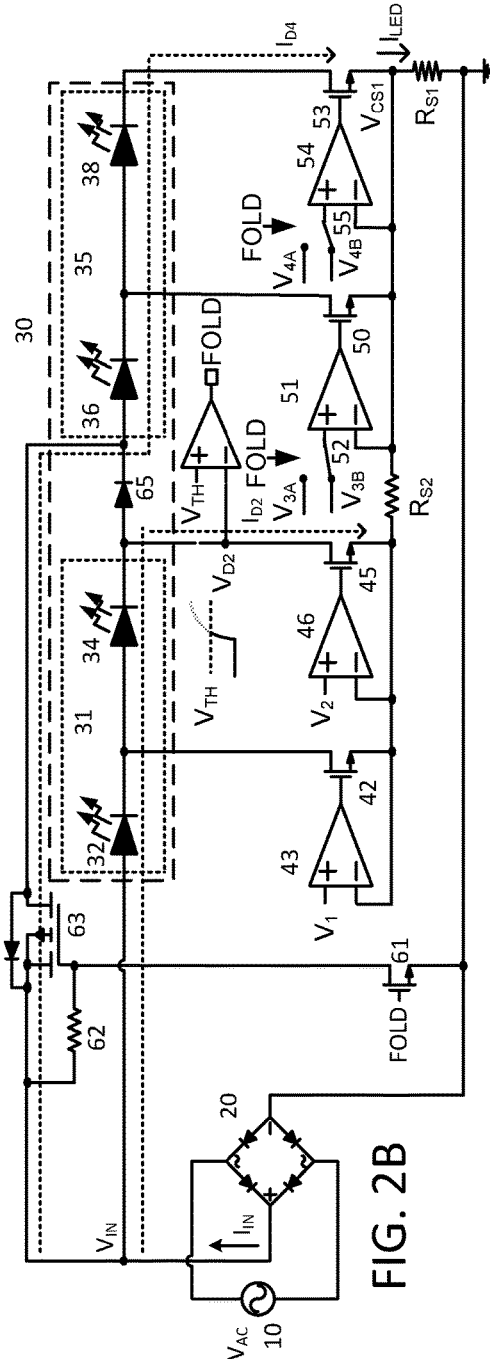 30
35
31
32
34
65
36
38
I_D4
63
62
V_IN
I_IN
20
V_AC
10
V_TH
V_D2
V_TH
I_D2
FOLD
FOLD
FOLD
V_1
43
42
V_2
46
45
V_3A
V_3B
52
51
50
V_4A
V_4B
55
54
53
V_CS1
I_LED
R_S1
R_S2
FOLD
61
+
−
+
−
+
−
+
−
+
−
+
−
~
~
FIG. 2B